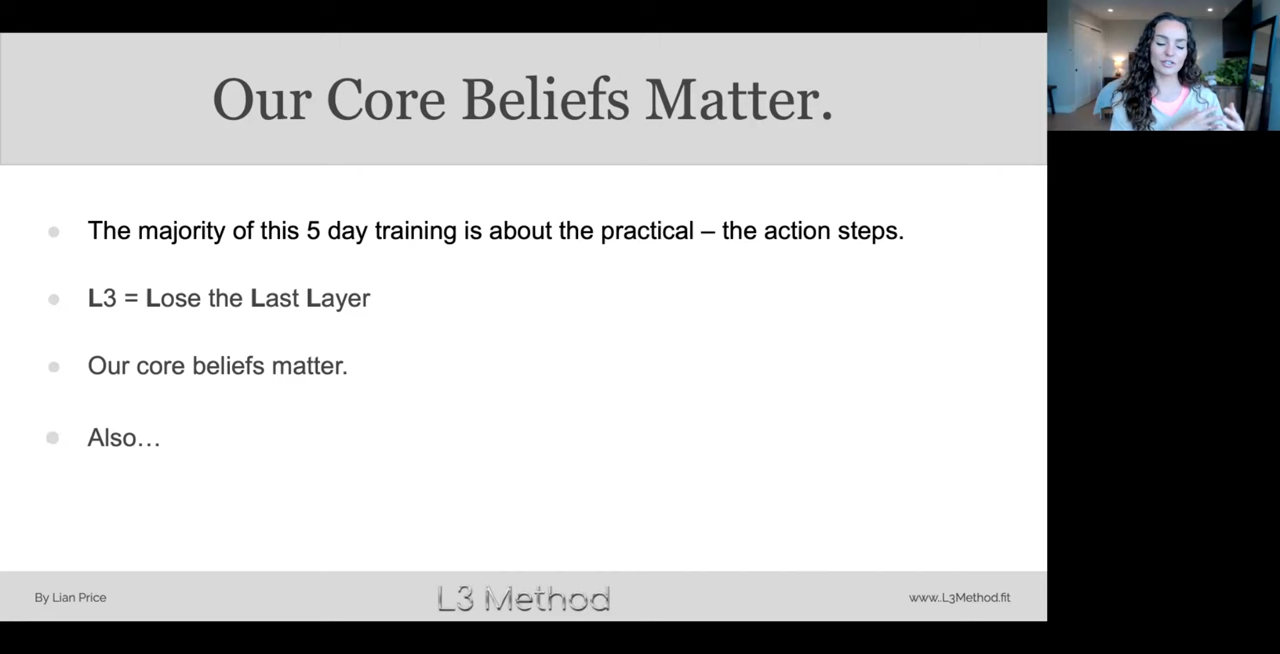 Our Core Beliefs Matter.
The majority of this 5 day training is about the practical – the action steps.
L3 = Lose the Last Layer
Our core beliefs matter.
Also…
By Lian Price
L3 Method
www..L3Method.fit